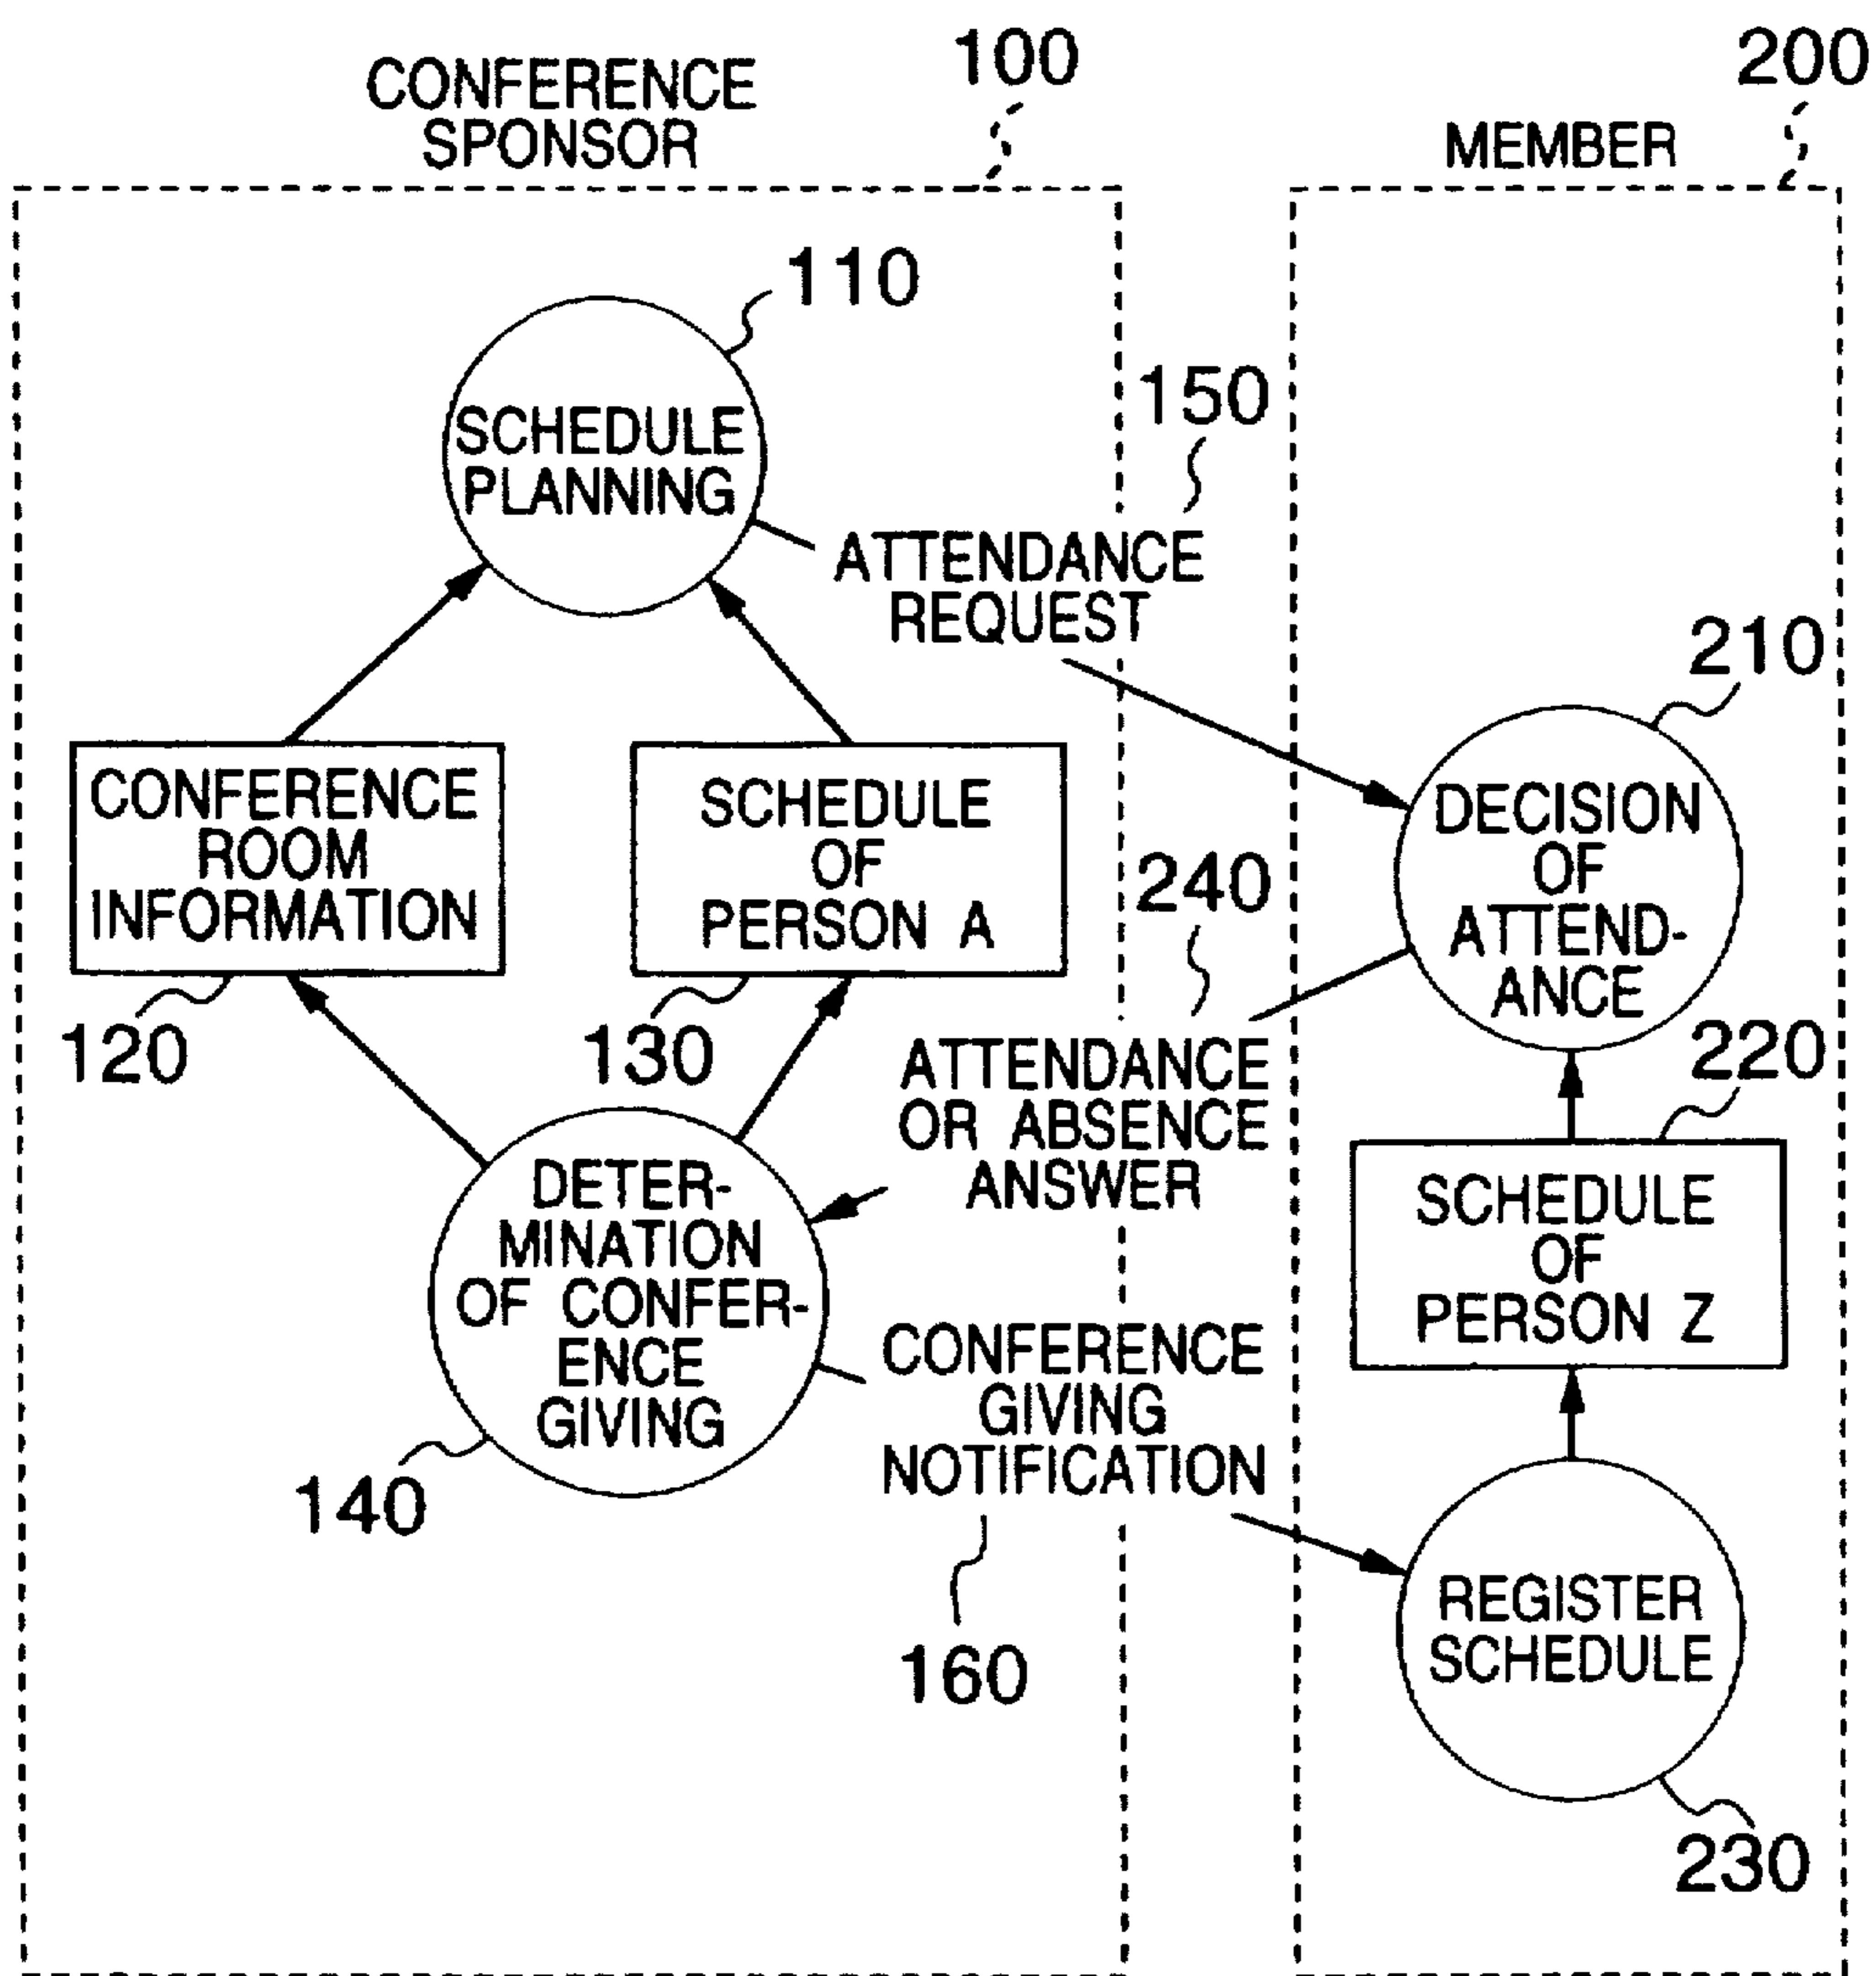 100
200
CONFERENCE
SPONSOR
MEMBER
110
SCHEDULE
PLANNING
150
ATTENDANCE
REQUEST
210
CONFERENCE
ROOM
INFORMATION
SCHEDULE
OF
PERSON A
DECISION
OF
ATTEND-
ANCE
240
120
130
220
ATTENDANCE
OR ABSENCE
ANSWER
DETER-
MINATION
OF CONFER-
ENCE
GIVING
SCHEDULE
OF
PERSON Z
CONFERENCE
GIVING
NOTIFICATION
140
160
REGISTER
SCHEDULE
230